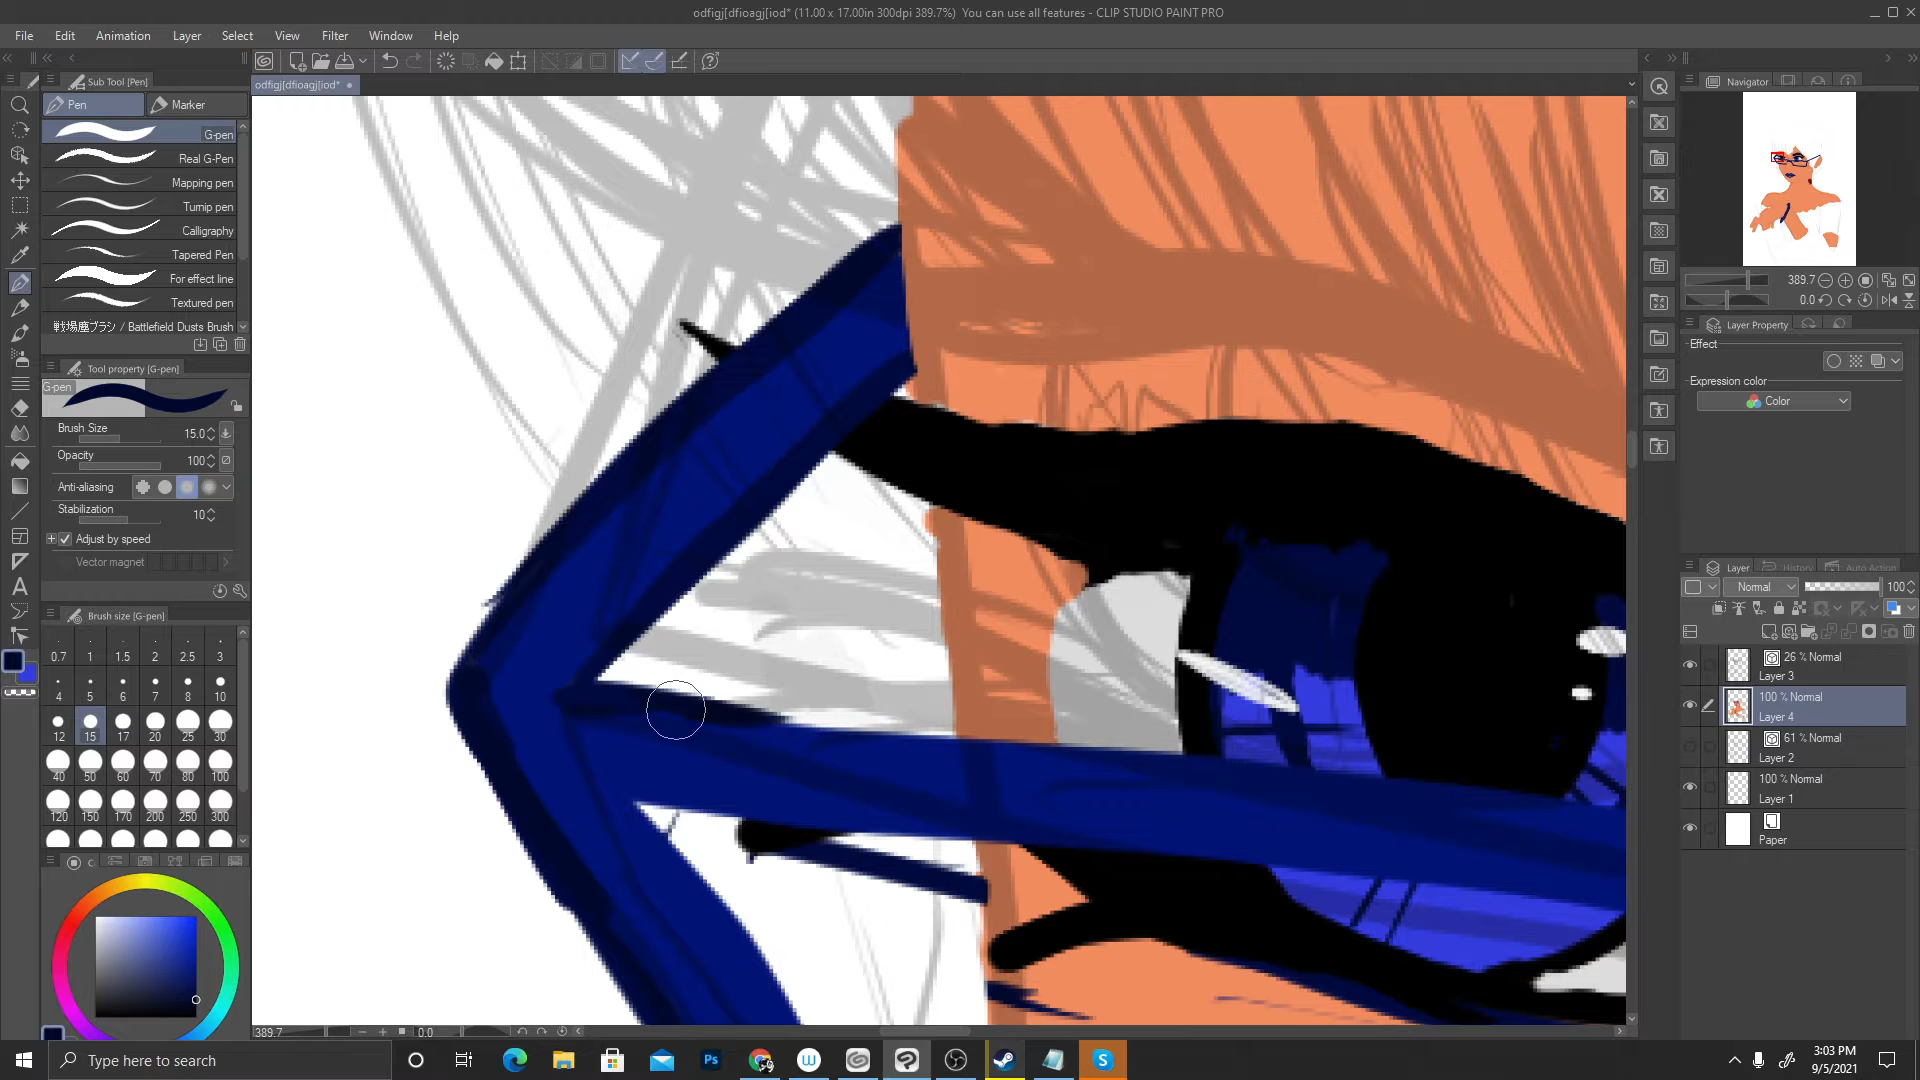 odfigj[dfioagj[iod* (11.00 x 17.00in 300dpi 389.7%) You can use all features - CLIP STUDIO PAINT PRO
File Edit Animation Layer Select View Filter Window Help
Sub Tool [Pen]
odfigj[dfioagj[iod*
Navigator
Pen Marker
G-pen
Real G-Pen
Mapping pen
Turnip pen
Calligraphy
Tapered Pen
For effect line
Textured pen
戦場塵ブラシ / Battlefield Dusts Brush
389.7
0.0
Layer Property
Effect
Expression color
Color
Tool property [G-pen]
G-pen
Brush Size 15.0
Opacity 100
Anti-aliasing
Stabilization 10
Adjust by speed
Vector magnet
Brush size [G-pen]
0.7 1 1.5 2 2.5 3
4 5 6 7 8 10
12 15 17 20 25 30
40 50 60 70 80 100
120 150 170 200 250 300
Layer History Auto Action
Normal 100
26 % Normal
Layer 3
100 % Normal
Layer 4
61 % Normal
Layer 2
100 % Normal
Layer 1
Paper
389.7 0.0
Type here to search
Ps
3:03 PM
9/5/2021